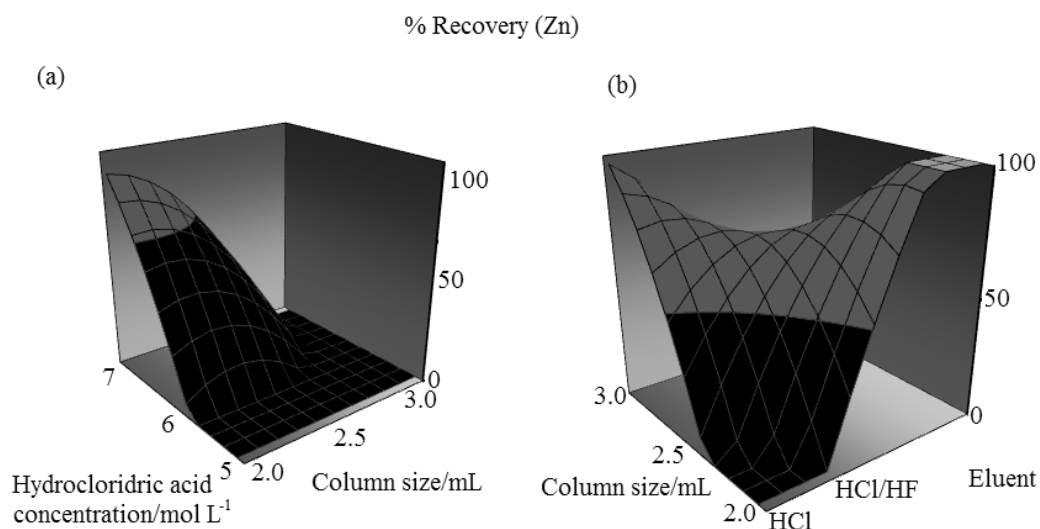 % Recovery (Zn)
(a)
(b)
100
50
0
7
6
5
2.0
2.5
3.0
Hydrocloridric acid
concentration/mol L-1
Column size/mL
100
50
0
3.0
2.5
2.0
Column size/mL
HCl
HCl/HF
Eluent